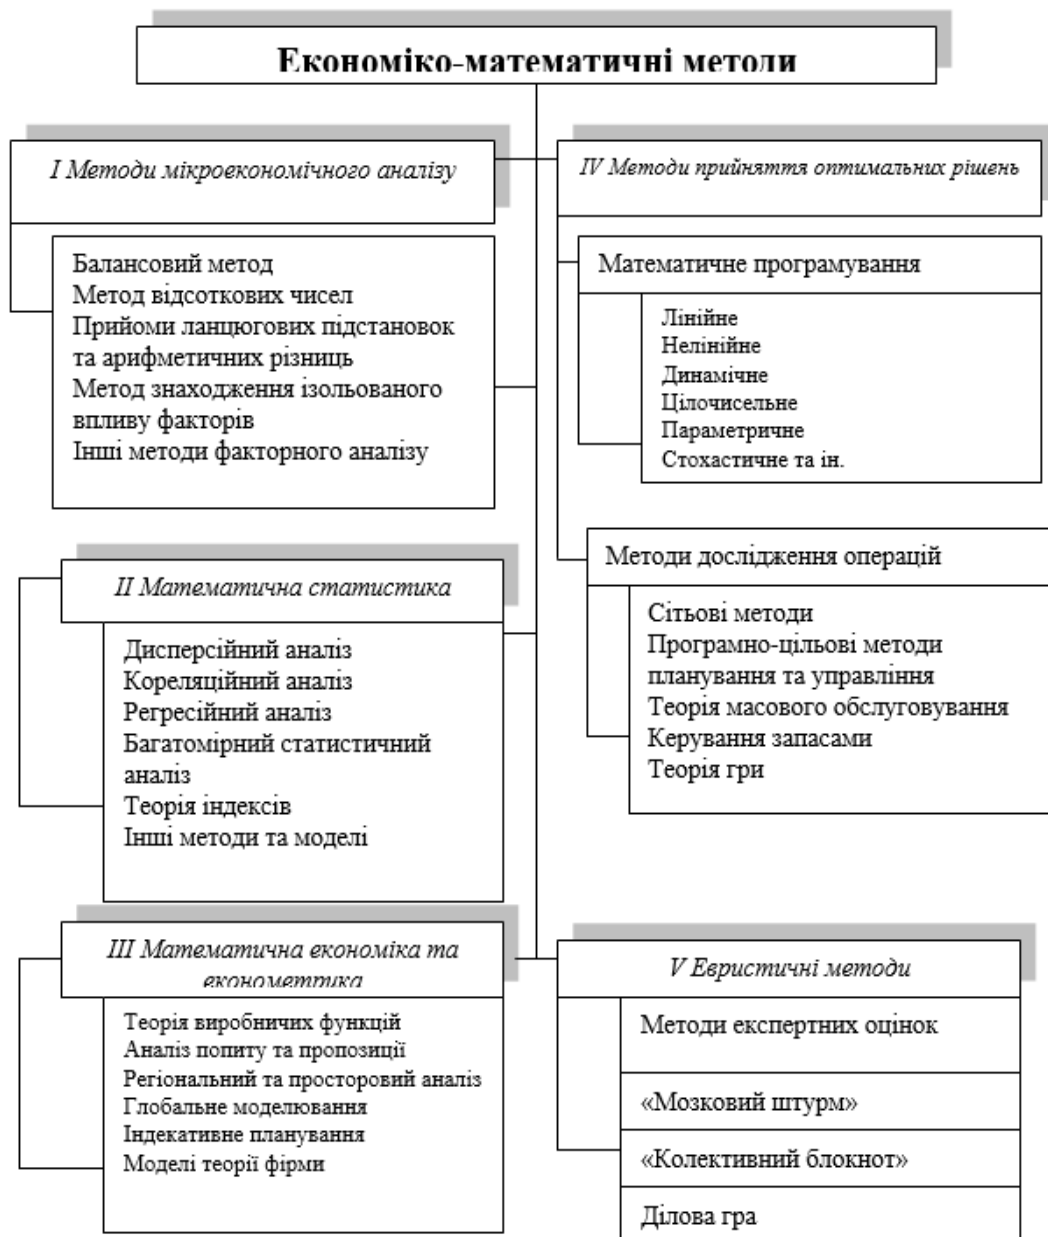 Економіко-математичні методи
І Методи мікроекономічного аналізу
Балансовий метод
Метод відсоткових чисел
Прийоми ланцюгових підстановок
та арифметичних різниць
Метод знаходження ізольованого
впливу факторів
Інші методи факторного аналізу
ІІ Математична статистика
Дисперсійний аналіз
Кореляційний аналіз
Регресійний аналіз
Багатомірний статистичний
аналіз
Теорія індексів
Інші методи та моделі
ІІІ Математична економіка та
економетрика
Теорія виробничих функцій
Аналіз попиту та пропозиції
Регіональний та просторовий аналіз
Глобальне моделювання
Індекативне планування
Моделі теорії фірми
IV Методи прийняття оптимальних рішень
Математичне програмування
Лінійне
Нелінійне
Динамічне
Цілочисельне
Параметричне
Стохастичне та ін.
Методи дослідження операцій
Сітьові методи
Програмно-цільові методи
планування та управління
Теорія масового обслуговування
Керування запасами
Теорія гри
V Евристичні методи
Методи експертних оцінок
«Мозковий штурм»
«Колективний блокнот»
Ділова гра